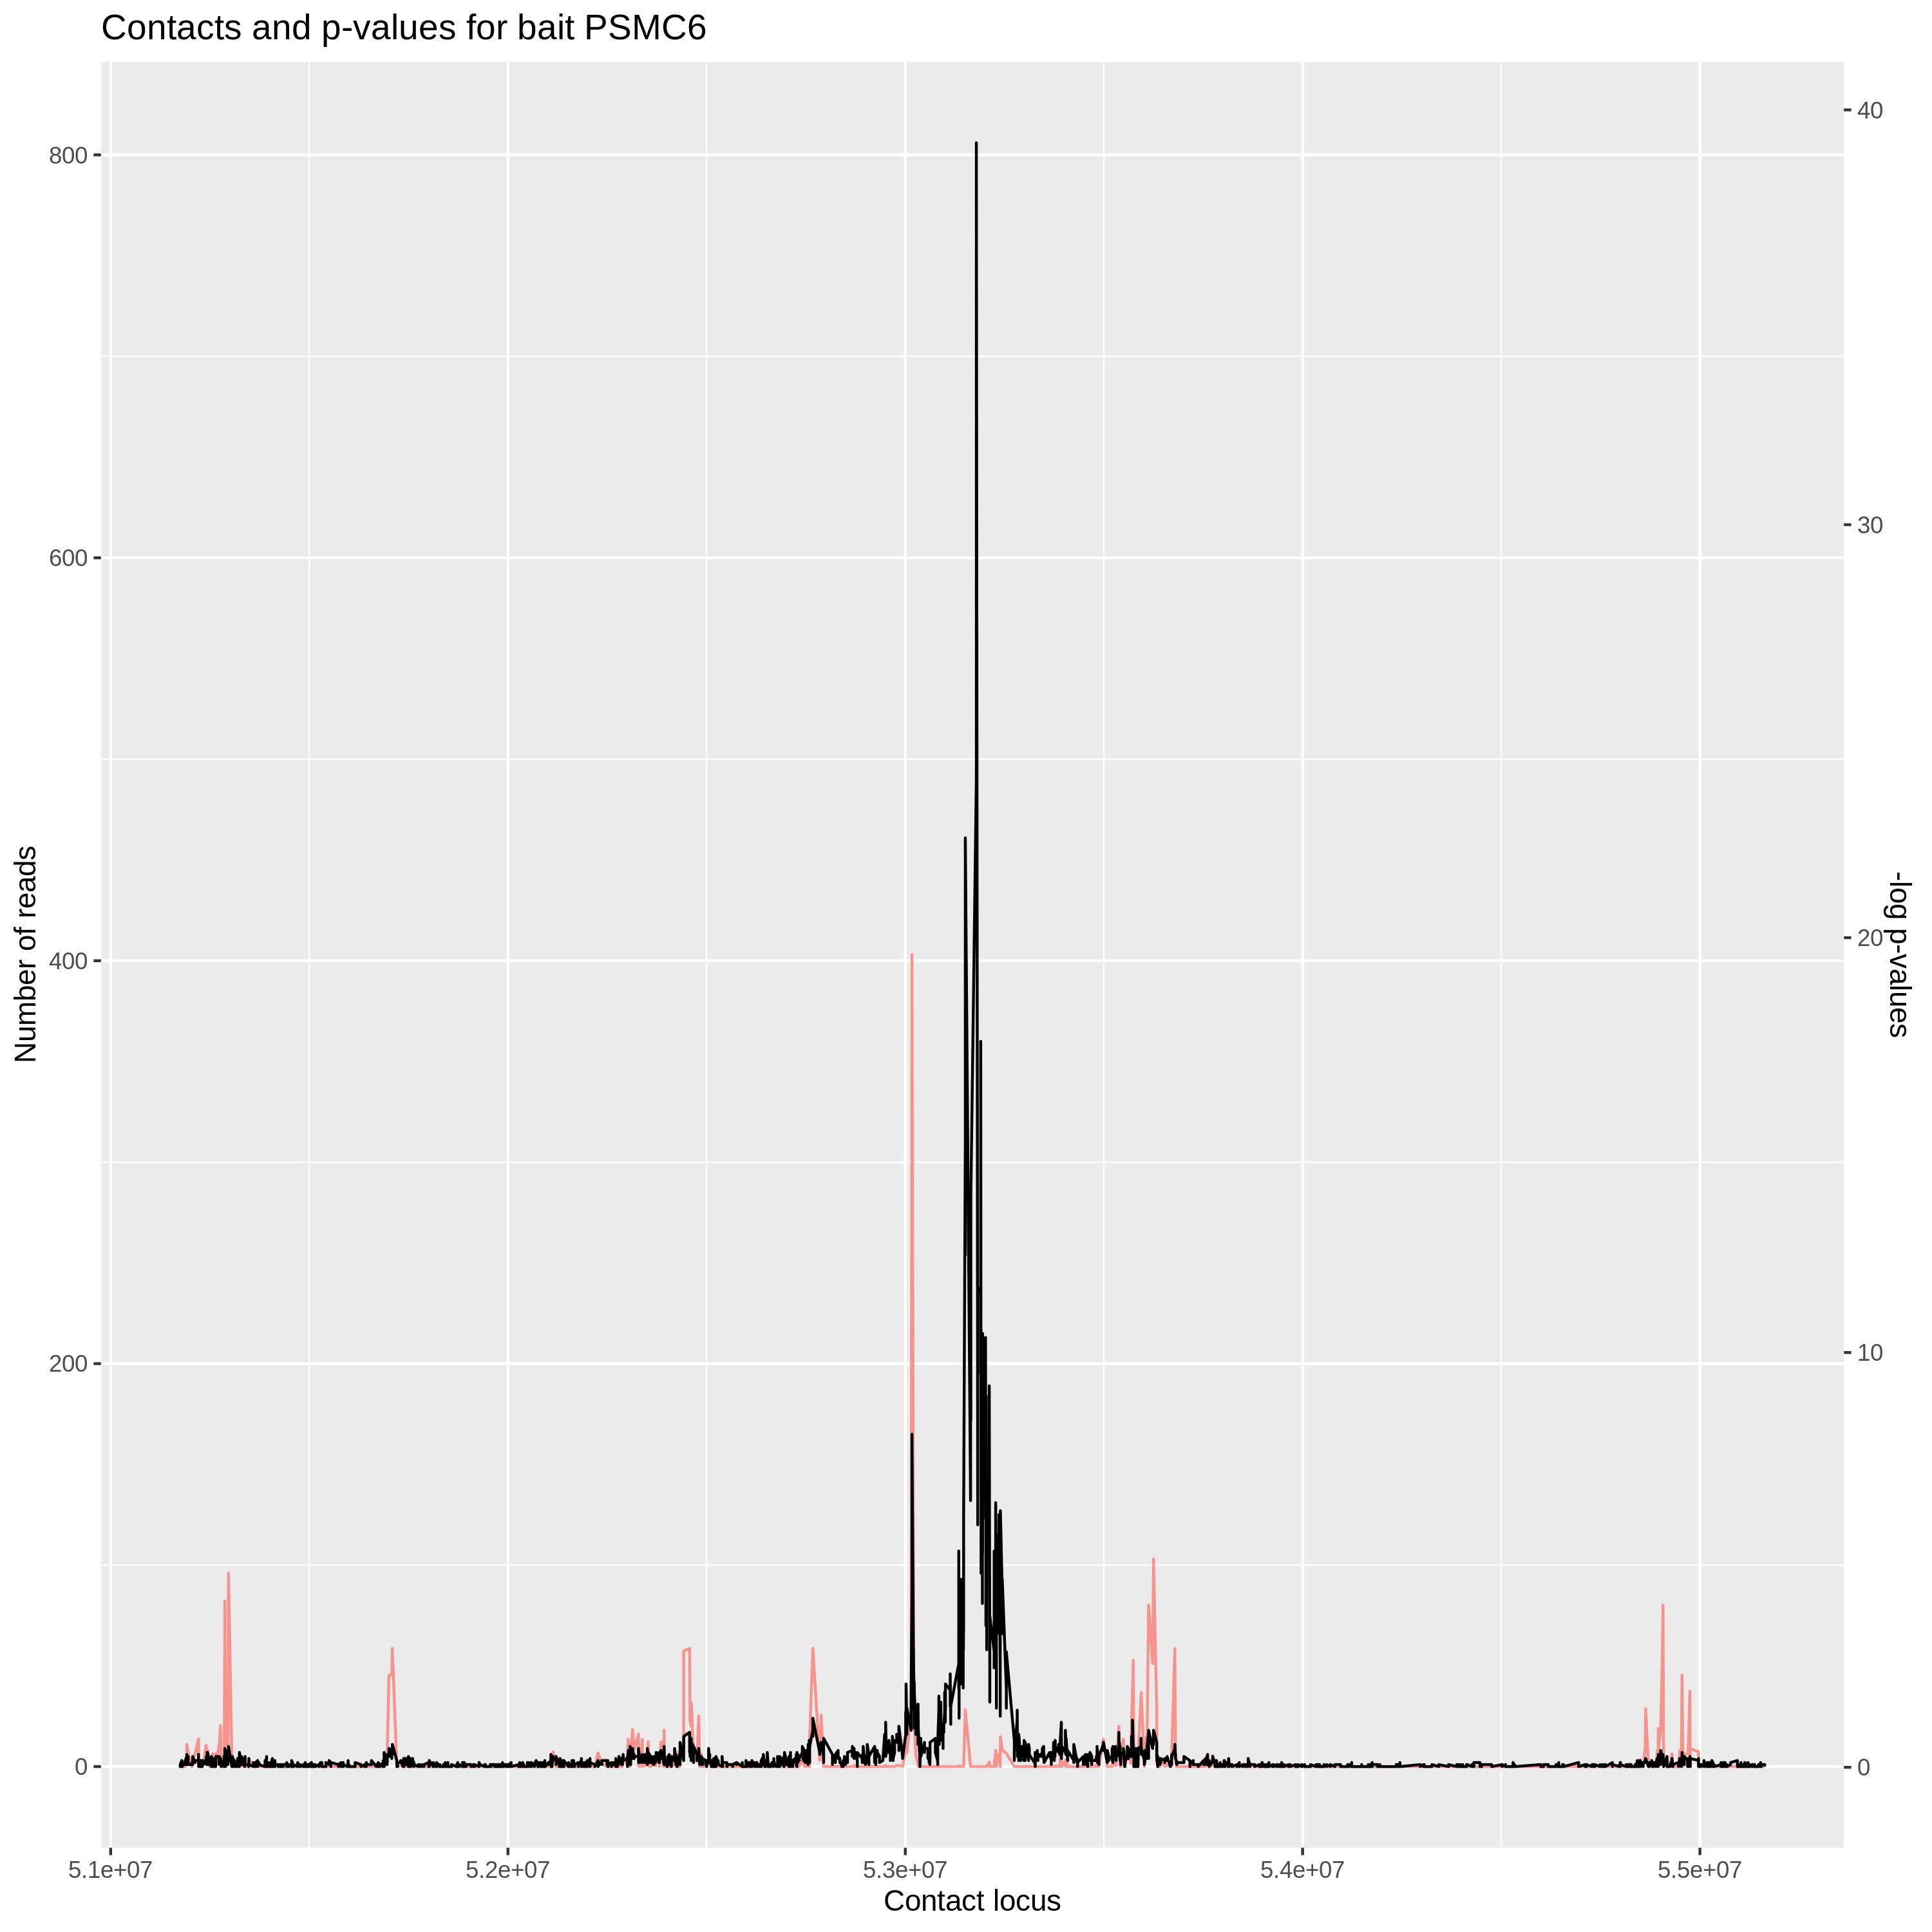 Contacts and p-values for bait PSMC6
800
600
400
200
0
Number of reads
40
30
20
10
0
-log p-values
5.1e+07
5.2e+07
5.3e+07
5.4e+07
5.5e+07
Contact locus